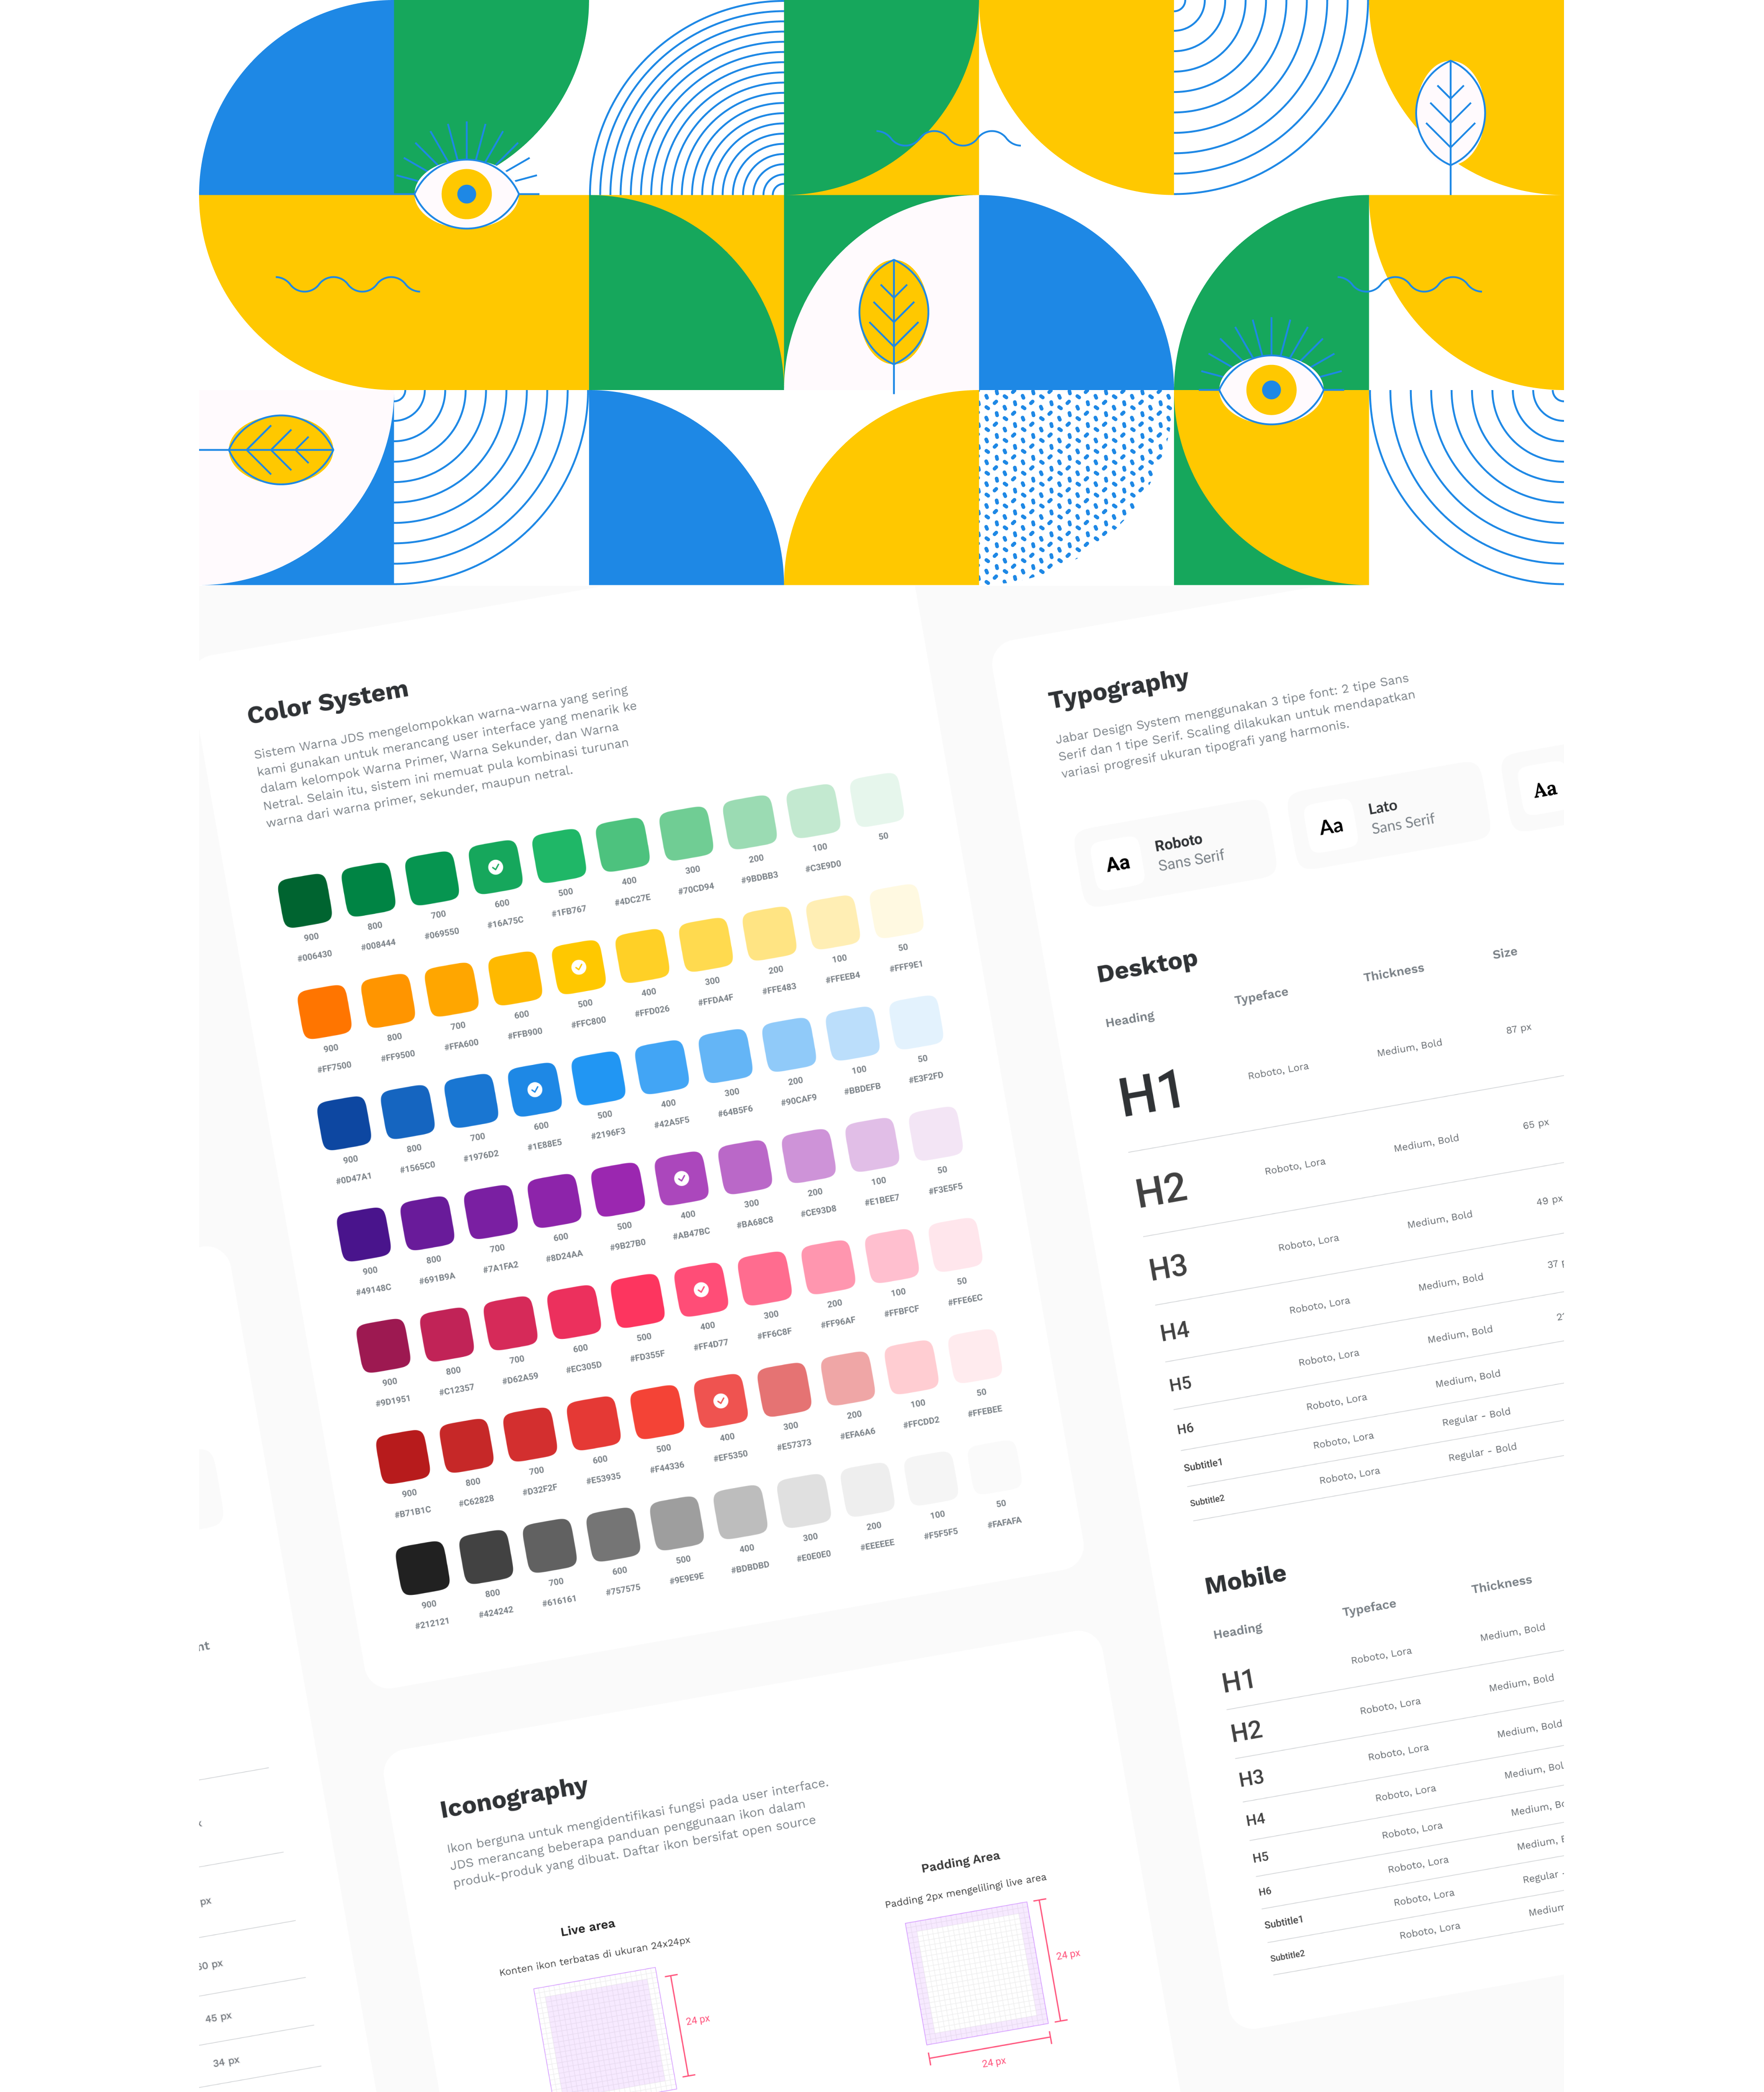 Color System
Sistem Warna JDS mengelompokkan warna-warna yang sering
kami gunakan untuk merancang user interface yang menarik ke
dalam kelompok Warna Primer, Warna Sekunder, dan Warna
Netral. Selain itu, sistem ini memuat pula kombinasi turunan
warna dari warna primer, sekunder, maupun netral.
900 800 700 600 500 400 300 200 100 50
#006430 #008444 #069550 #16A75C #1FB767 #4DC27E #70CD94 #9BDBB3 #C3E9D0
900 800 700 600 500 400 300 200 100 50
#FF7500 #FF9500 #FFA600 #FFB900 #FFC800 #FFD026 #FFDA4F #FFE483 #FFEEB4 #FFF9E1
900 800 700 600 500 400 300 200 100 50
#0D47A1 #1565C0 #1976D2 #1E88E5 #2196F3 #42A5F5 #64B5F6 #90CAF9 #BBDEFB #E3F2FD
900 800 700 600 500 400 300 200 100 50
#49148C #691B9A #7A1FA2 #8D24AA #9B27B0 #AB47BC #BA68C8 #CE93D8 #E1BEE7 #F3E5F5
900 800 700 600 500 400 300 200 100 50
#9D1951 #C12357 #D62A59 #EC305D #FD355F #FF4D77 #FF6C8F #FF96AF #FFBFCF #FFE6EC
900 800 700 600 500 400 300 200 100 50
#B71B1C #C62828 #D32F2F #E53935 #F44336 #EF5350 #E57373 #EFA6A6 #FFCDD2 #FFEBEE
900 800 700 600 500 400 300 200 100 50
#212121 #424242 #616161 #757575 #9E9E9E #BDBDBD #E0E0E0 #EEEEEE #F5F5F5 #FAFAFA
Typography
Jabar Design System menggunakan 3 tipe font: 2 tipe Sans
Serif dan 1 tipe Serif. Scaling dilakukan untuk mendapatkan
variasi progresif ukuran tipografi yang harmonis.
Aa Roboto
Sans Serif
Aa Lato
Sans Serif
Aa
Desktop
Heading Typeface Thickness Size
H1 Roboto, Lora Medium, Bold 87 px
H2 Roboto, Lora Medium, Bold 65 px
H3 Roboto, Lora Medium, Bold 49 px
H4 Roboto, Lora Medium, Bold 37
H5 Roboto, Lora Medium, Bold
H6 Roboto, Lora Medium, Bold
Subtitle1 Roboto, Lora Regular - Bold
Subtitle2 Roboto, Lora Regular - Bold
Mobile
Heading Typeface Thickness
H1 Roboto, Lora Medium, Bold
H2 Roboto, Lora Medium, Bold
H3 Roboto, Lora Medium, Bold
H4 Roboto, Lora Medium,
H5 Roboto, Lora Medium,
H6 Roboto, Lora Medium,
Subtitle1 Roboto, Lora Regular
Subtitle2 Roboto, Lora
Iconography
Ikon berguna untuk mengidentifikasi fungsi pada user interface.
JDS merancang beberapa panduan penggunaan ikon dalam
produk-produk yang dibuat. Daftar ikon bersifat open source
Live area
Konten ikon terbatas di ukuran 24x24px
24 px
Padding Area
Padding 2px mengelilingi live area
24 px
24 px
px
px
45 px
34 px